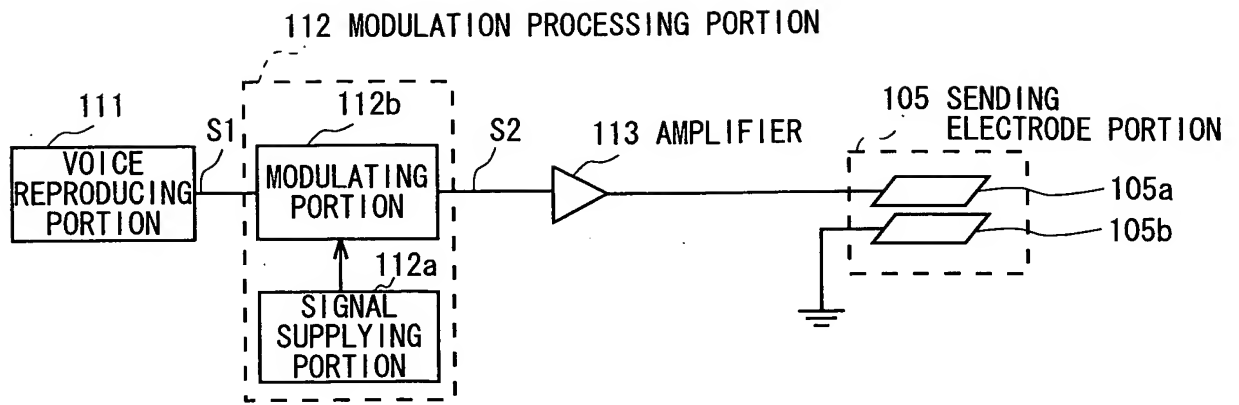 112 MODULATION PROCESSING PORTION
111
S1
112b
S2
113 AMPLIFIER
105 SENDING
ELECTRODE PORTION
VOICE
REPRODUCING
PORTION
MODULATING
PORTION
105a
105b
112a
SIGNAL
SUPPLYING
PORTION